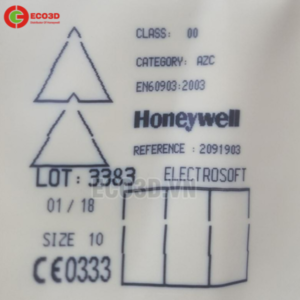 ECO3D
CLASS: 00
CATEGORY: AZC
EN60903:2003
Honeywell
REFERENCE : 2091903
LOT: 3383
ELECTROSOFT
ECO3D.VN
01 / 18
SIZE 10
CE0333